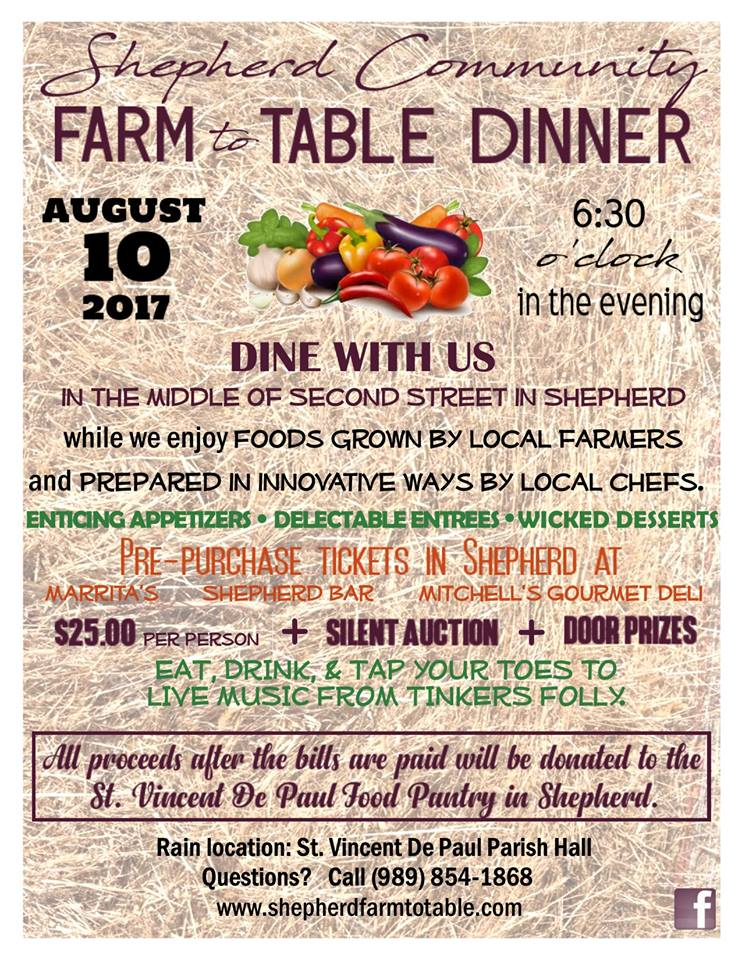 Shepherd Community
FARM to TABLE DINNER
AUGUST
10
2017
6:30
o'clock
in the evening
DINE WITH US
IN THE MIDDLE OF SECOND STREET IN SHEPHERD
while we enjoy FOODS GROWN BY LOCAL FARMERS
and PREPARED IN INNOVATIVE WAYS BY LOCAL CHEFS.
ENTICING APPETIZERS • DELECTABLE ENTREES • WICKED DESSERTS
PRE-PURCHASE TICKETS IN SHEPHERD AT
MARRITA'S SHEPHERD BAR MITCHELL'S GOURMET DELI
$25.00 PER PERSON + SILENT AUCTION + DOOR PRIZES
EAT, DRINK, & TAP YOUR TOES TO
LIVE MUSIC FROM TINKERS FOLLY.
All proceeds after the bills are paid will be donated to the
St. Vincent De Paul Food Pantry in Shepherd.
Rain location: St. Vincent De Paul Parish Hall
Questions? Call (989) 854-1868
www.shepherdfarmtotable.com
f